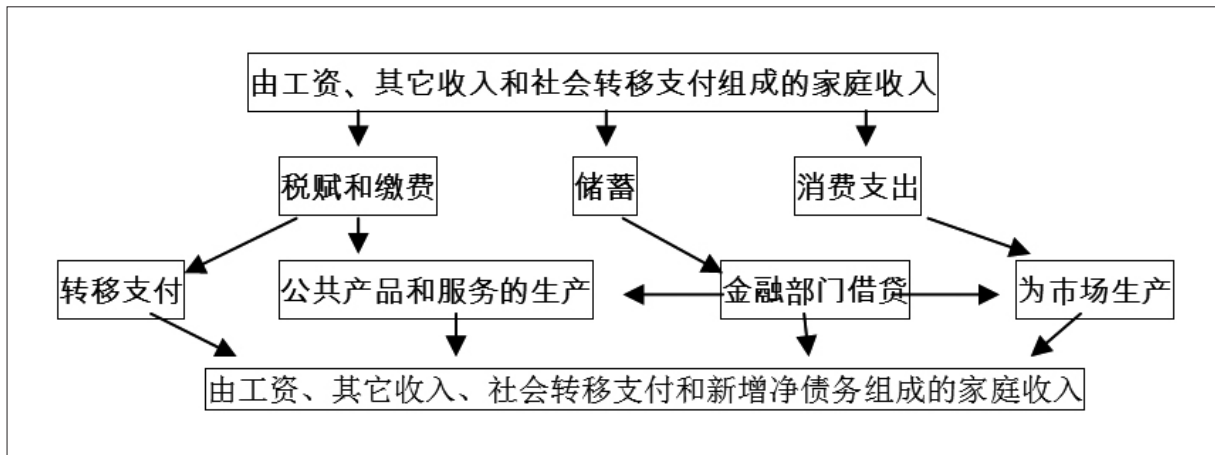 由工资、其它收入和社会转移支付组成的家庭收入
税赋和缴费
储蓄
消费支出
转移支付
公共产品和服务的生产
金融部门借贷
为市场生产
由工资、其它收入、社会转移支付和新增净债务组成的家庭收入